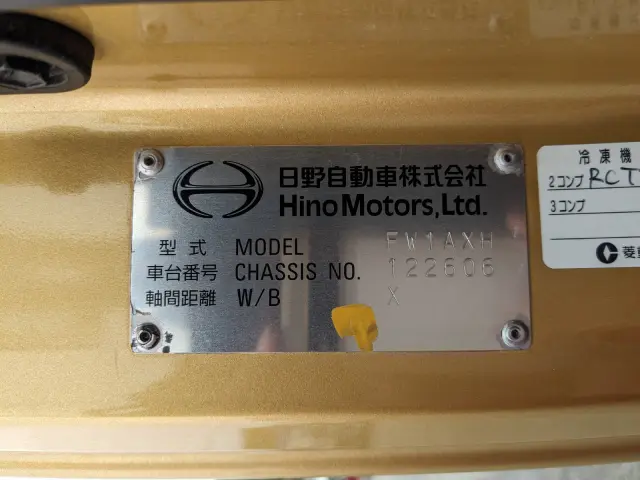 日野自動車株式会社
Hino Motors, Ltd.
型式 MODEL FW1AXH
車台番号 CHASSIS NO. 122606
軸間距離 W/B X
冷凍機
2コンプ RCT
3コンプ